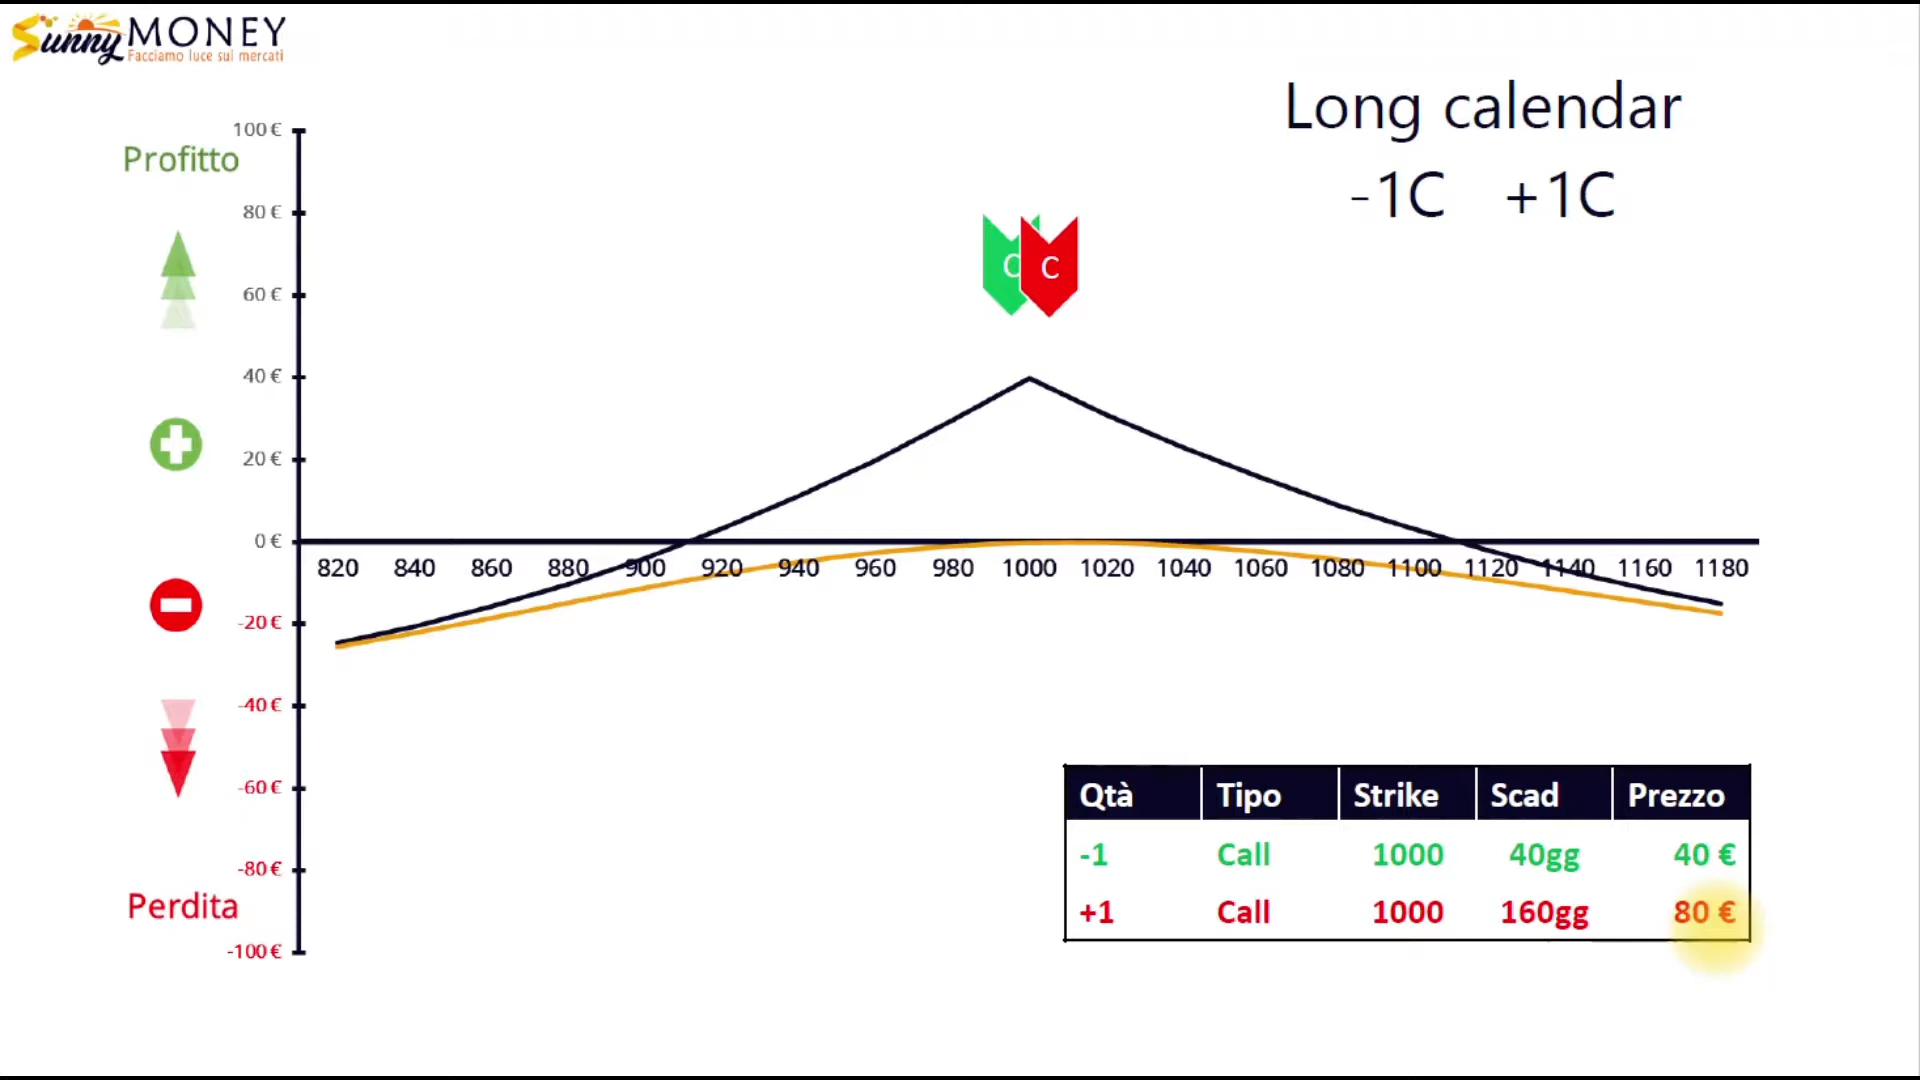 Sunny MONEY
Facciamo luce sui mercati
Long calendar
-1C +1C
Profitto
100 €
80 €
60 €
40 €
20 €
0 €
-20 €
-40 €
-60 €
-80 €
-100 €
Perdita
C C
820 840 860 880 900 920 940 960 980 1000 1020 1040 1060 1080 1100 1120 1140 1160 1180
Qtà Tipo Strike Scad Prezzo
-1 Call 1000 40gg 40 €
+1 Call 1000 160gg 80 €